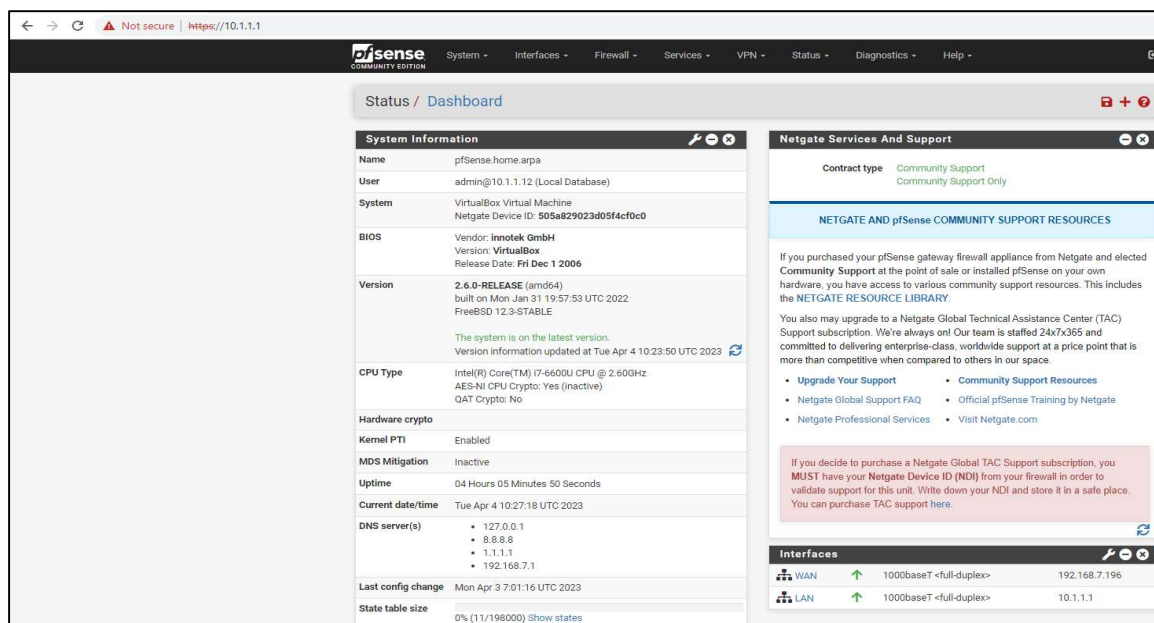 Not secure | https://10.1.1.1
pfsense
COMMUNITY EDITION
System
Interfaces
Firewall
Services
VPN
Status
Diagnostics
Help
Status / Dashboard
System Information
Name pfSense.home.arpa
User admin@10.1.1.12 (Local Database)
System VirtualBox Virtual Machine
Netgate Device ID: 505a829023d05f4cf0c0
BIOS Vendor: innotek GmbH
Version: VirtualBox
Release Date: Fri Dec 1 2006
Version 2.6.0-RELEASE (amd64)
built on Mon Jan 31 19:57:53 UTC 2022
FreeBSD 12.3-STABLE
The system is on the latest version.
Version information updated at Tue Apr 4 10:23:50 UTC 2023
CPU Type Intel(R) Core(TM) i7-6600U CPU @ 2.60GHz
AES-NI CPU Crypto: Yes (inactive)
QAT Crypto: No
Hardware crypto
Kernel PTI Enabled
MDS Mitigation Inactive
Uptime 04 Hours 05 Minutes 50 Seconds
Current date/time Tue Apr 4 10:27:18 UTC 2023
DNS server(s) • 127.0.0.1
• 8.8.8.8
• 1.1.1.1
• 192.168.7.1
Last config change Mon Apr 3 7:01:16 UTC 2023
State table size
0% (11/198000) Show states
Netgate Services And Support
Contract type Community Support
Community Support Only
NETGATE AND pfSense COMMUNITY SUPPORT RESOURCES
If you purchased your pfSense gateway firewall appliance from Netgate and elected
Community Support at the point of sale or installed pfSense on your own
hardware, you have access to various community support resources. This includes
the NETGATE RESOURCE LIBRARY.
You also may upgrade to a Netgate Global Technical Assistance Center (TAC)
Support subscription. We're always on! Our team is staffed 24x7x365 and
committed to delivering enterprise-class, worldwide support at a price point that is
more than competitive when compared to others in our space.
• Upgrade Your Support • Community Support Resources
• Netgate Global Support FAQ • Official pfSense Training by Netgate
• Netgate Professional Services • Visit Netgate.com
If you decide to purchase a Netgate Global TAC Support subscription, you
MUST have your Netgate Device ID (NDI) from your firewall in order to
validate support for this unit. Write down your NDI and store it in a safe place.
You can purchase TAC support here.
Interfaces
WAN 1000baseT <full-duplex> 192.168.7.196
LAN 1000baseT <full-duplex> 10.1.1.1